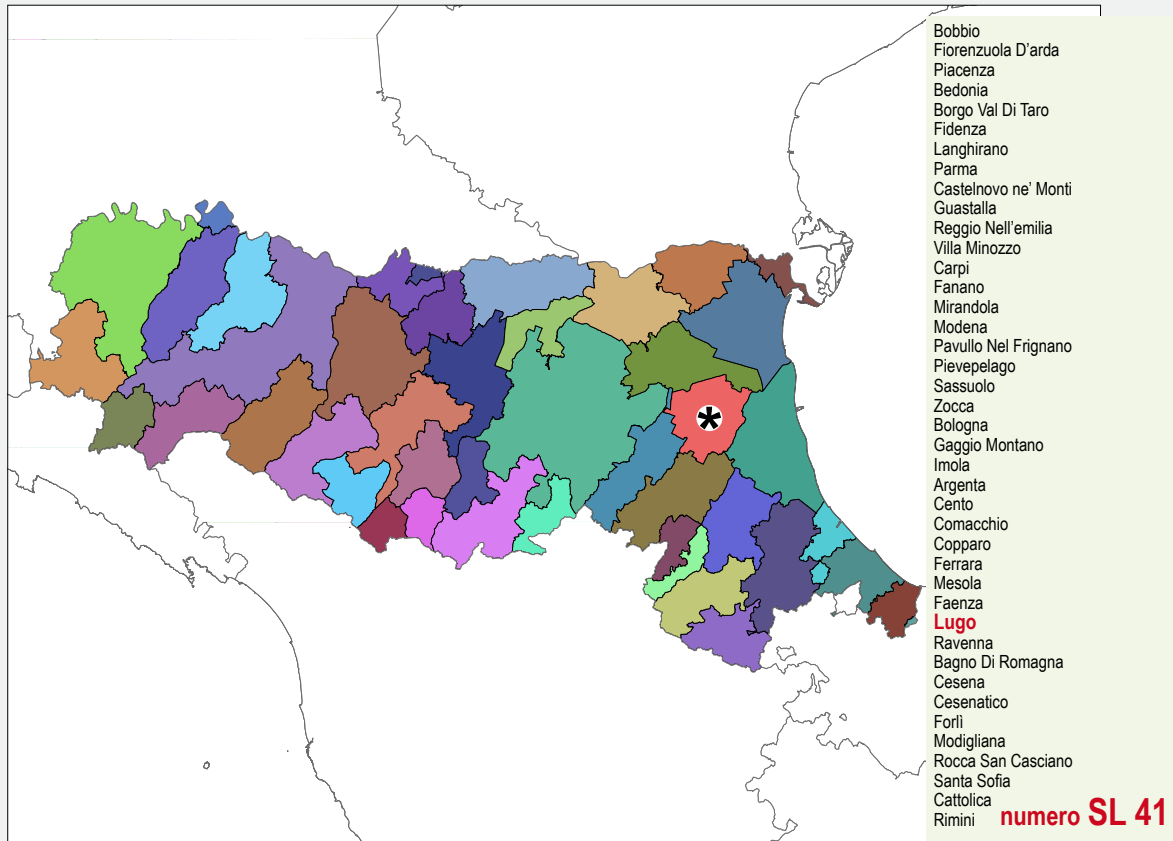 Bobbio
Fiorenzuola D'arda
Piacenza
Bedonia
Borgo Val Di Taro
Fidenza
Langhirano
Parma
Castelnovo ne' Monti
Guastalla
Reggio Nell'emilia
Villa Minozzo
Carpi
Fanano
Mirandola
Modena
Pavullo Nel Frignano
Pievepelago
Sassuolo
Zocca
Bologna
Gaggio Montano
Imola
Argenta
Cento
Comacchio
Copparo
Ferrara
Mesola
Faenza
Lugo
Ravenna
Bagno Di Romagna
Cesena
Cesenatico
Forlì
Modigliana
Rocca San Casciano
Santa Sofia
Cattolica
Rimini
numero SL 41
*